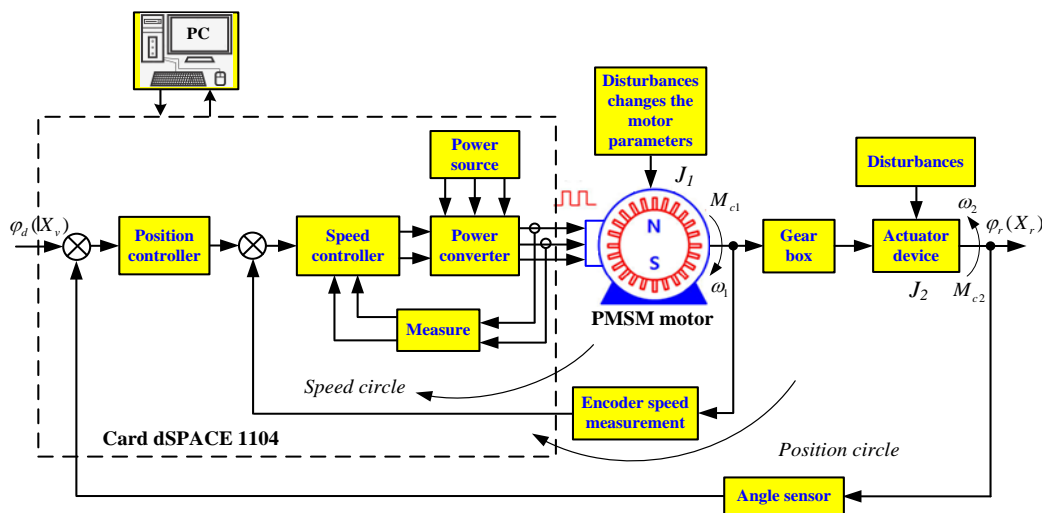 PC
Disturbances
changes the
motor
parameters
Power
source
Disturbances
J1
Mc1
ω2
φd(Xv)
φr(Xr)
Position
controller
Speed
controller
Power
converter
N
S
Gear
box
Actuator
device
ω1
J2
Mc2
PMSM motor
Measure
Speed circle
Encoder speed
measurement
Card dSPACE 1104
Position circle
Angle sensor